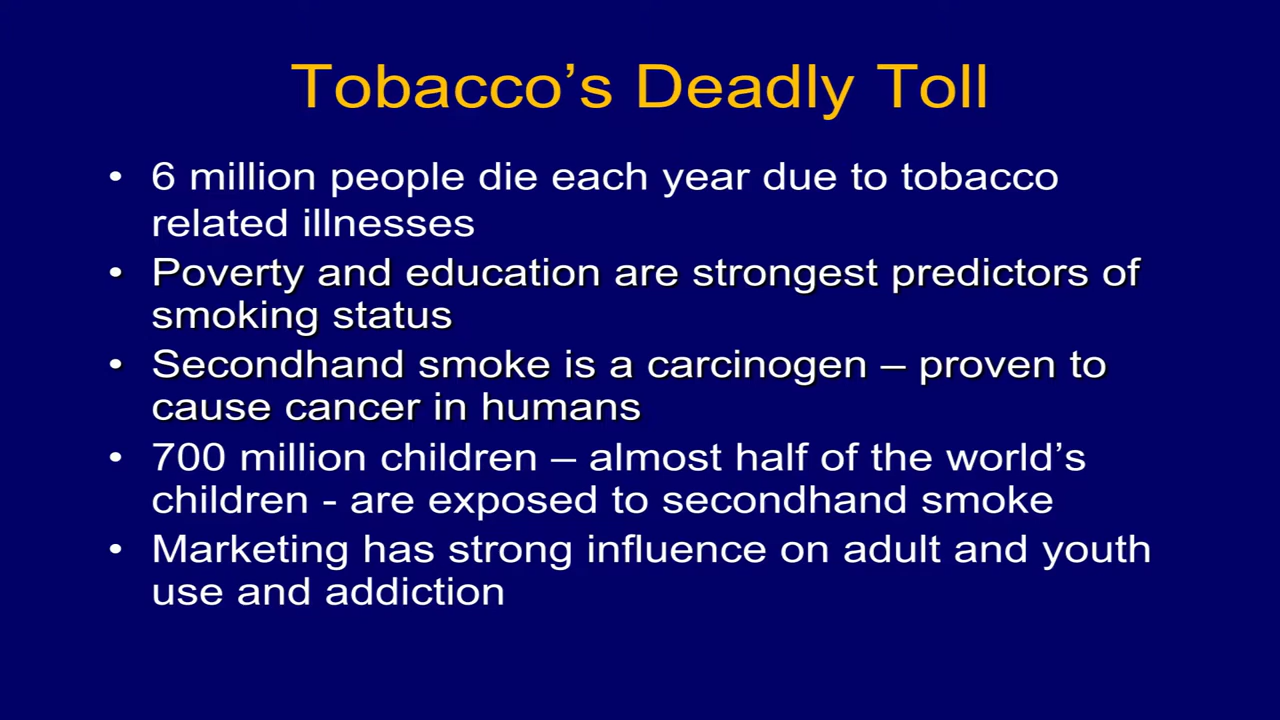 Tobacco’s Deadly Toll
• 6 million people die each year due to tobacco
related illnesses
• Poverty and education are strongest predictors of
smoking status
• Secondhand smoke is a carcinogen – proven to
cause cancer in humans
• 700 million children – almost half of the world’s
children - are exposed to secondhand smoke
• Marketing has strong influence on adult and youth
use and addiction